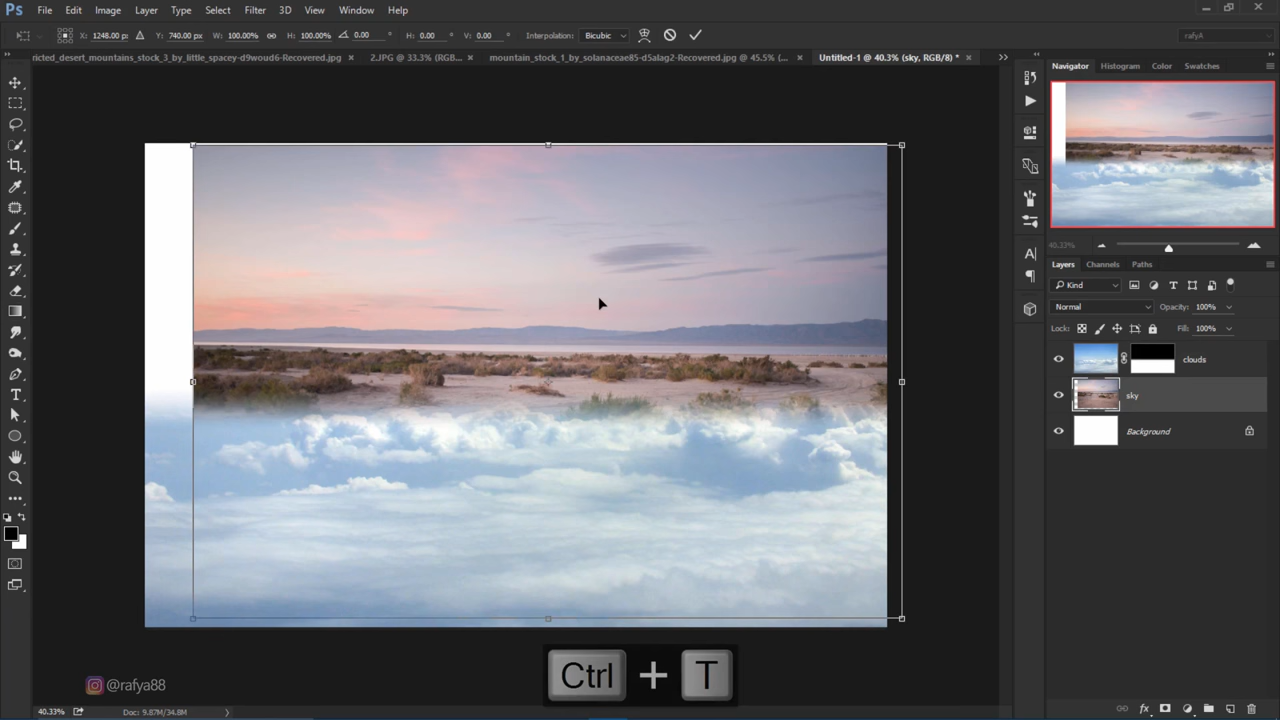 Ps File Edit Image Layer Type Select Filter 3D View Window Help
X: 1248.00 px Y: 740.00 px W: 100.00% H: 100.00% 0.00 ° H: 0.00 ° V: 0.00 ° Interpolation: Bicubic rafyA
ricted_desert_mountains_stock_3_by_little_spacey-d9woud6-Recovered.jpg × 2.JPG @ 33.3% (RGB... × mountain_stock_1_by_solanaceae85-d5alag2-Recovered.jpg @ 45.5% (... × Untitled-1 @ 40.3% (sky, RGB/8) * ×
Navigator Histogram Color Swatches
40.33%
Layers Channels Paths
Kind
Normal Opacity: 100%
Lock: Fill: 100%
clouds
sky
Background
Ctrl + T
@rafya88
40.33% Doc: 9.87M/34.8M
fx